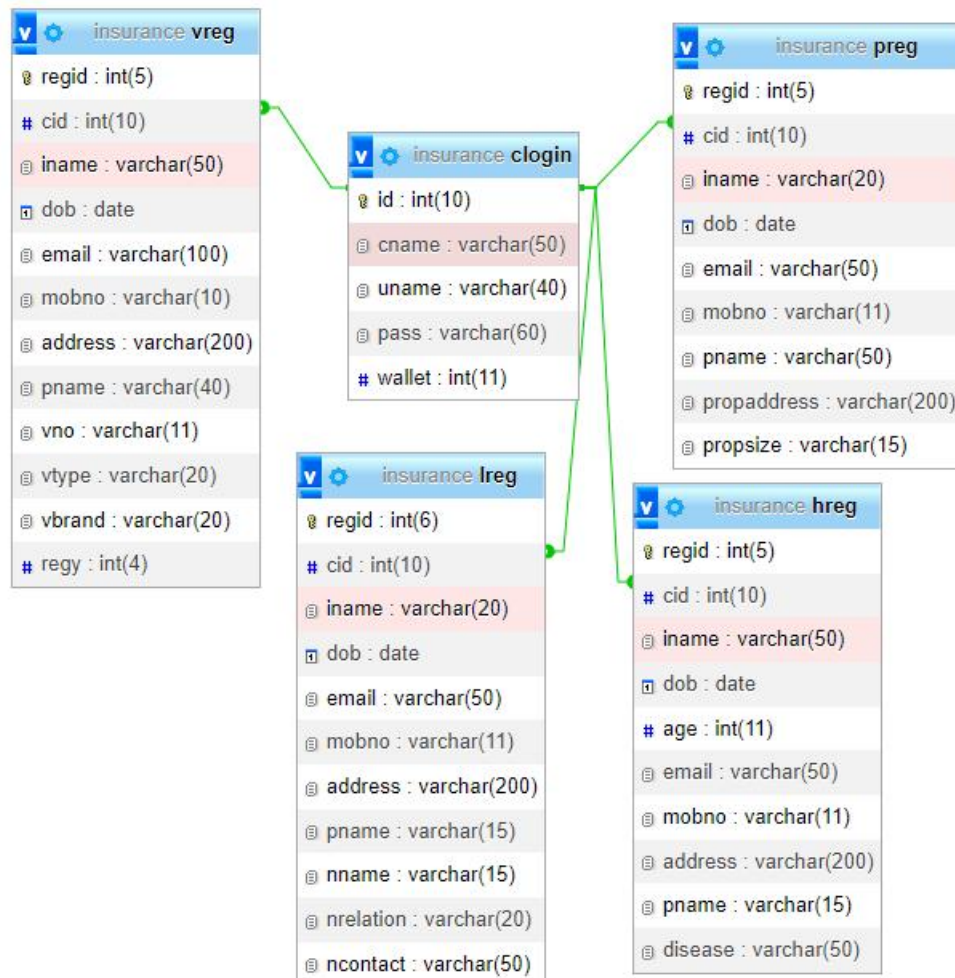 insurance vreg
regid : int(5)
# cid : int(10)
iname : varchar(50)
dob : date
email : varchar(100)
mobno : varchar(10)
address : varchar(200)
pname : varchar(40)
vno : varchar(11)
vtype : varchar(20)
vbrand : varchar(20)
# regy : int(4)
insurance clogin
id : int(10)
cname : varchar(50)
uname : varchar(40)
pass : varchar(60)
# wallet : int(11)
insurance preg
regid : int(5)
# cid : int(10)
iname : varchar(20)
dob : date
email : varchar(50)
mobno : varchar(11)
pname : varchar(50)
propaddress : varchar(200)
propsize : varchar(15)
insurance lreg
regid : int(6)
# cid : int(10)
iname : varchar(20)
dob : date
email : varchar(50)
mobno : varchar(11)
address : varchar(200)
pname : varchar(15)
nname : varchar(15)
nrelation : varchar(20)
ncontact : varchar(50)
insurance hreg
regid : int(5)
# cid : int(10)
iname : varchar(50)
dob : date
# age : int(11)
email : varchar(50)
mobno : varchar(11)
address : varchar(200)
pname : varchar(15)
disease : varchar(50)